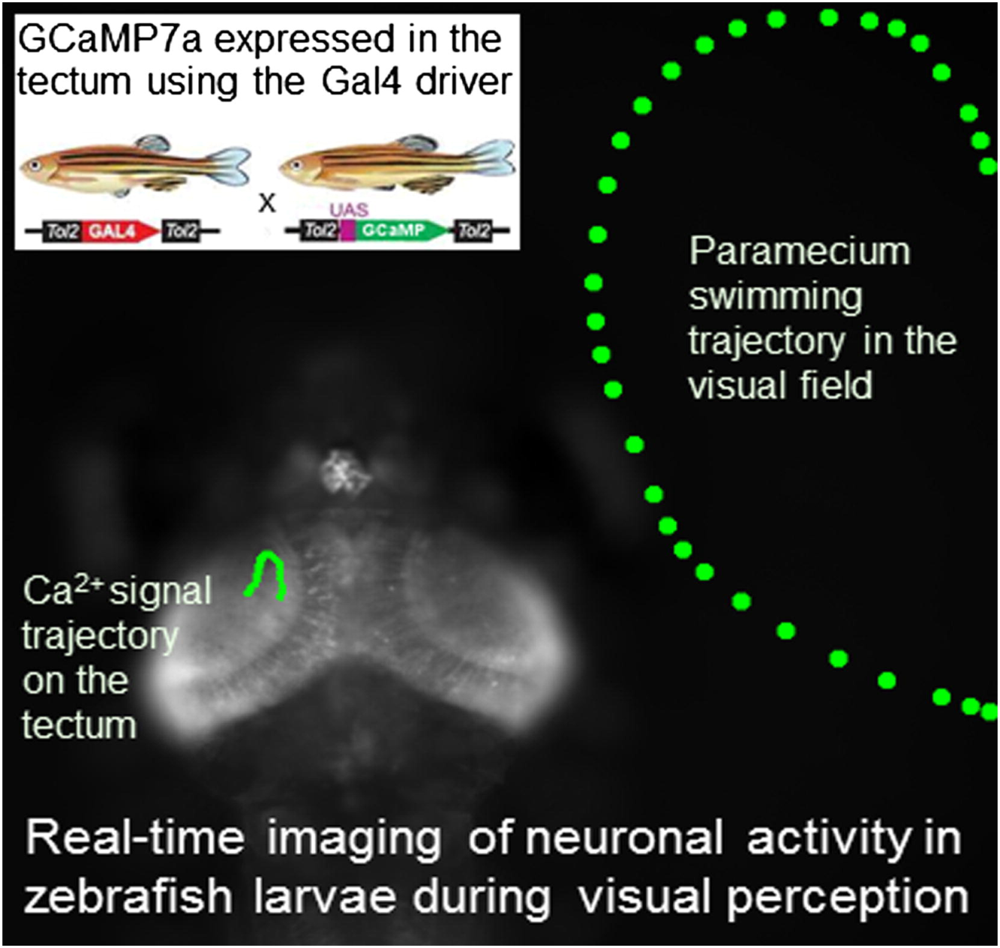 GCaMP7a expressed in the
tectum using the Gal4 driver
X
UAS
Tol2 GAL4 Tol2
Tol2 GCaMP Tol2
Paramecium
swimming
trajectory in the
visual field
Ca²⁺ signal
trajectory
on the
tectum
Real-time imaging of neuronal activity in
zebrafish larvae during visual perception